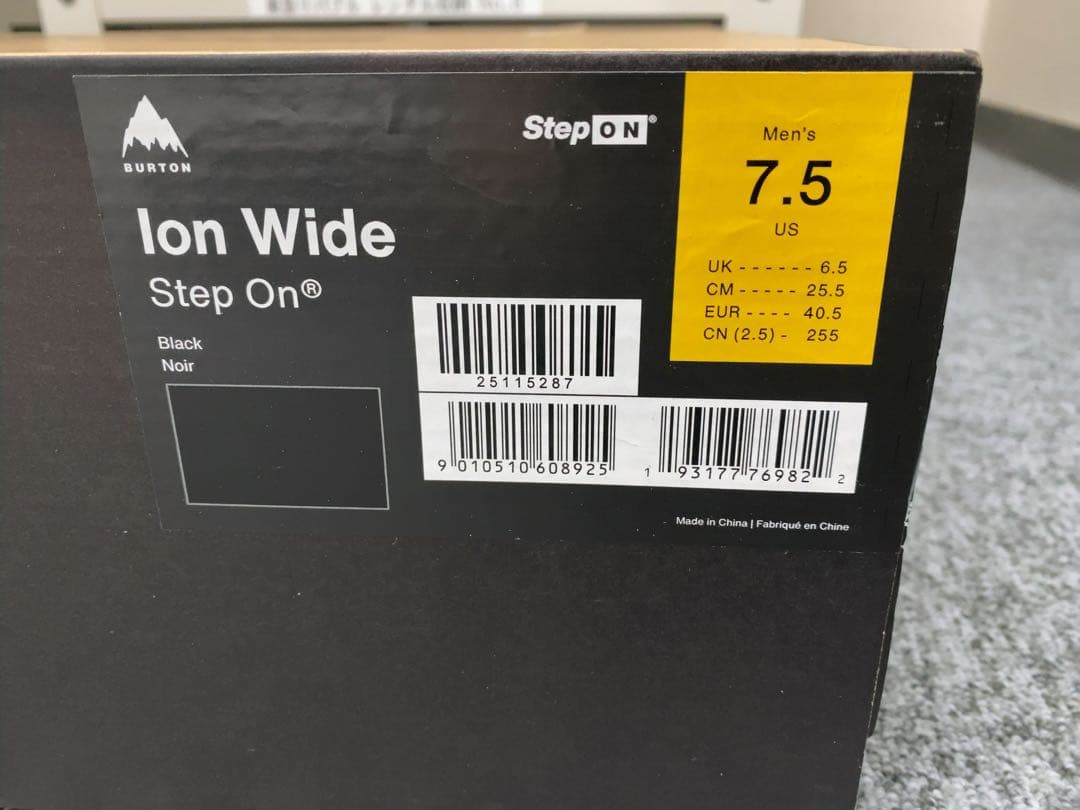 BURTON
Ion Wide
Step On®
Black
Noir
StepON®
Men's
7.5
US
UK - - - - - - 6.5
CM - - - - - 25.5
EUR - - - - 40.5
CN (2.5) - 255
25115287
9 010510 608925
1 93177 76982 2
Made in China | Fabriqué en Chine